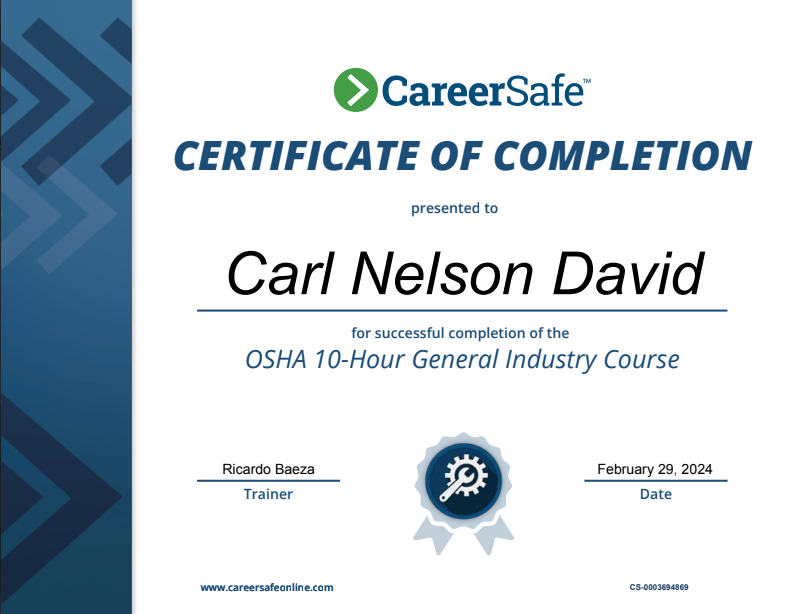 CareerSafe™
CERTIFICATE OF COMPLETION
presented to
Carl Nelson David
for successful completion of the
OSHA 10-Hour General Industry Course
Ricardo Baeza
Trainer
February 29, 2024
Date
www.careersafeonline.com
CS-0003694869